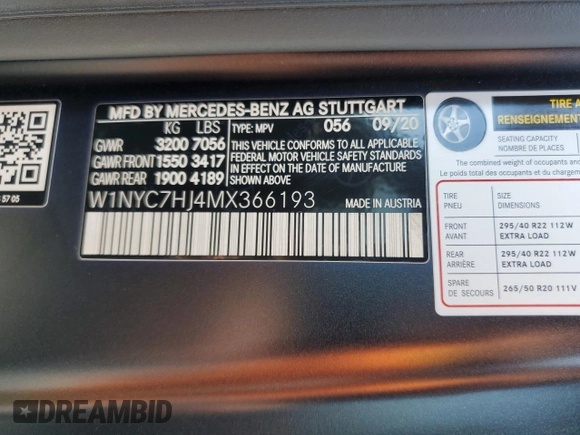 MFD BY MERCEDES-BENZ AG STUTTGART
KG LBS TYPE: MPV 056 09/20
GVWR 3200 7056
GAWR FRONT 1550 3417
GAWR REAR 1900 4189
THIS VEHICLE CONFORMS TO ALL APPLICABLE
FEDERAL MOTOR VEHICLE SAFETY STANDARDS
IN EFFECT ON THE DATE OF MANUFACTURE
SHOWN ABOVE
W1NYC7HJ4MX366193 MADE IN AUSTRIA
5705
TIRE A
RENSEIGNEME
SEATING CAPACITY
NOMBRE DE PLACES
The combined weight of occupants and
Le poids total des occupants et du char
TIRE SIZE
PNEU DIMENSIONS
FRONT 295/40 R22 112W
AVANT EXTRA LOAD
REAR 295/40 R22 112W
ARRIÈRE EXTRA LOAD
SPARE 265/50 R20 111V
DE SECOURS
DREAMBID